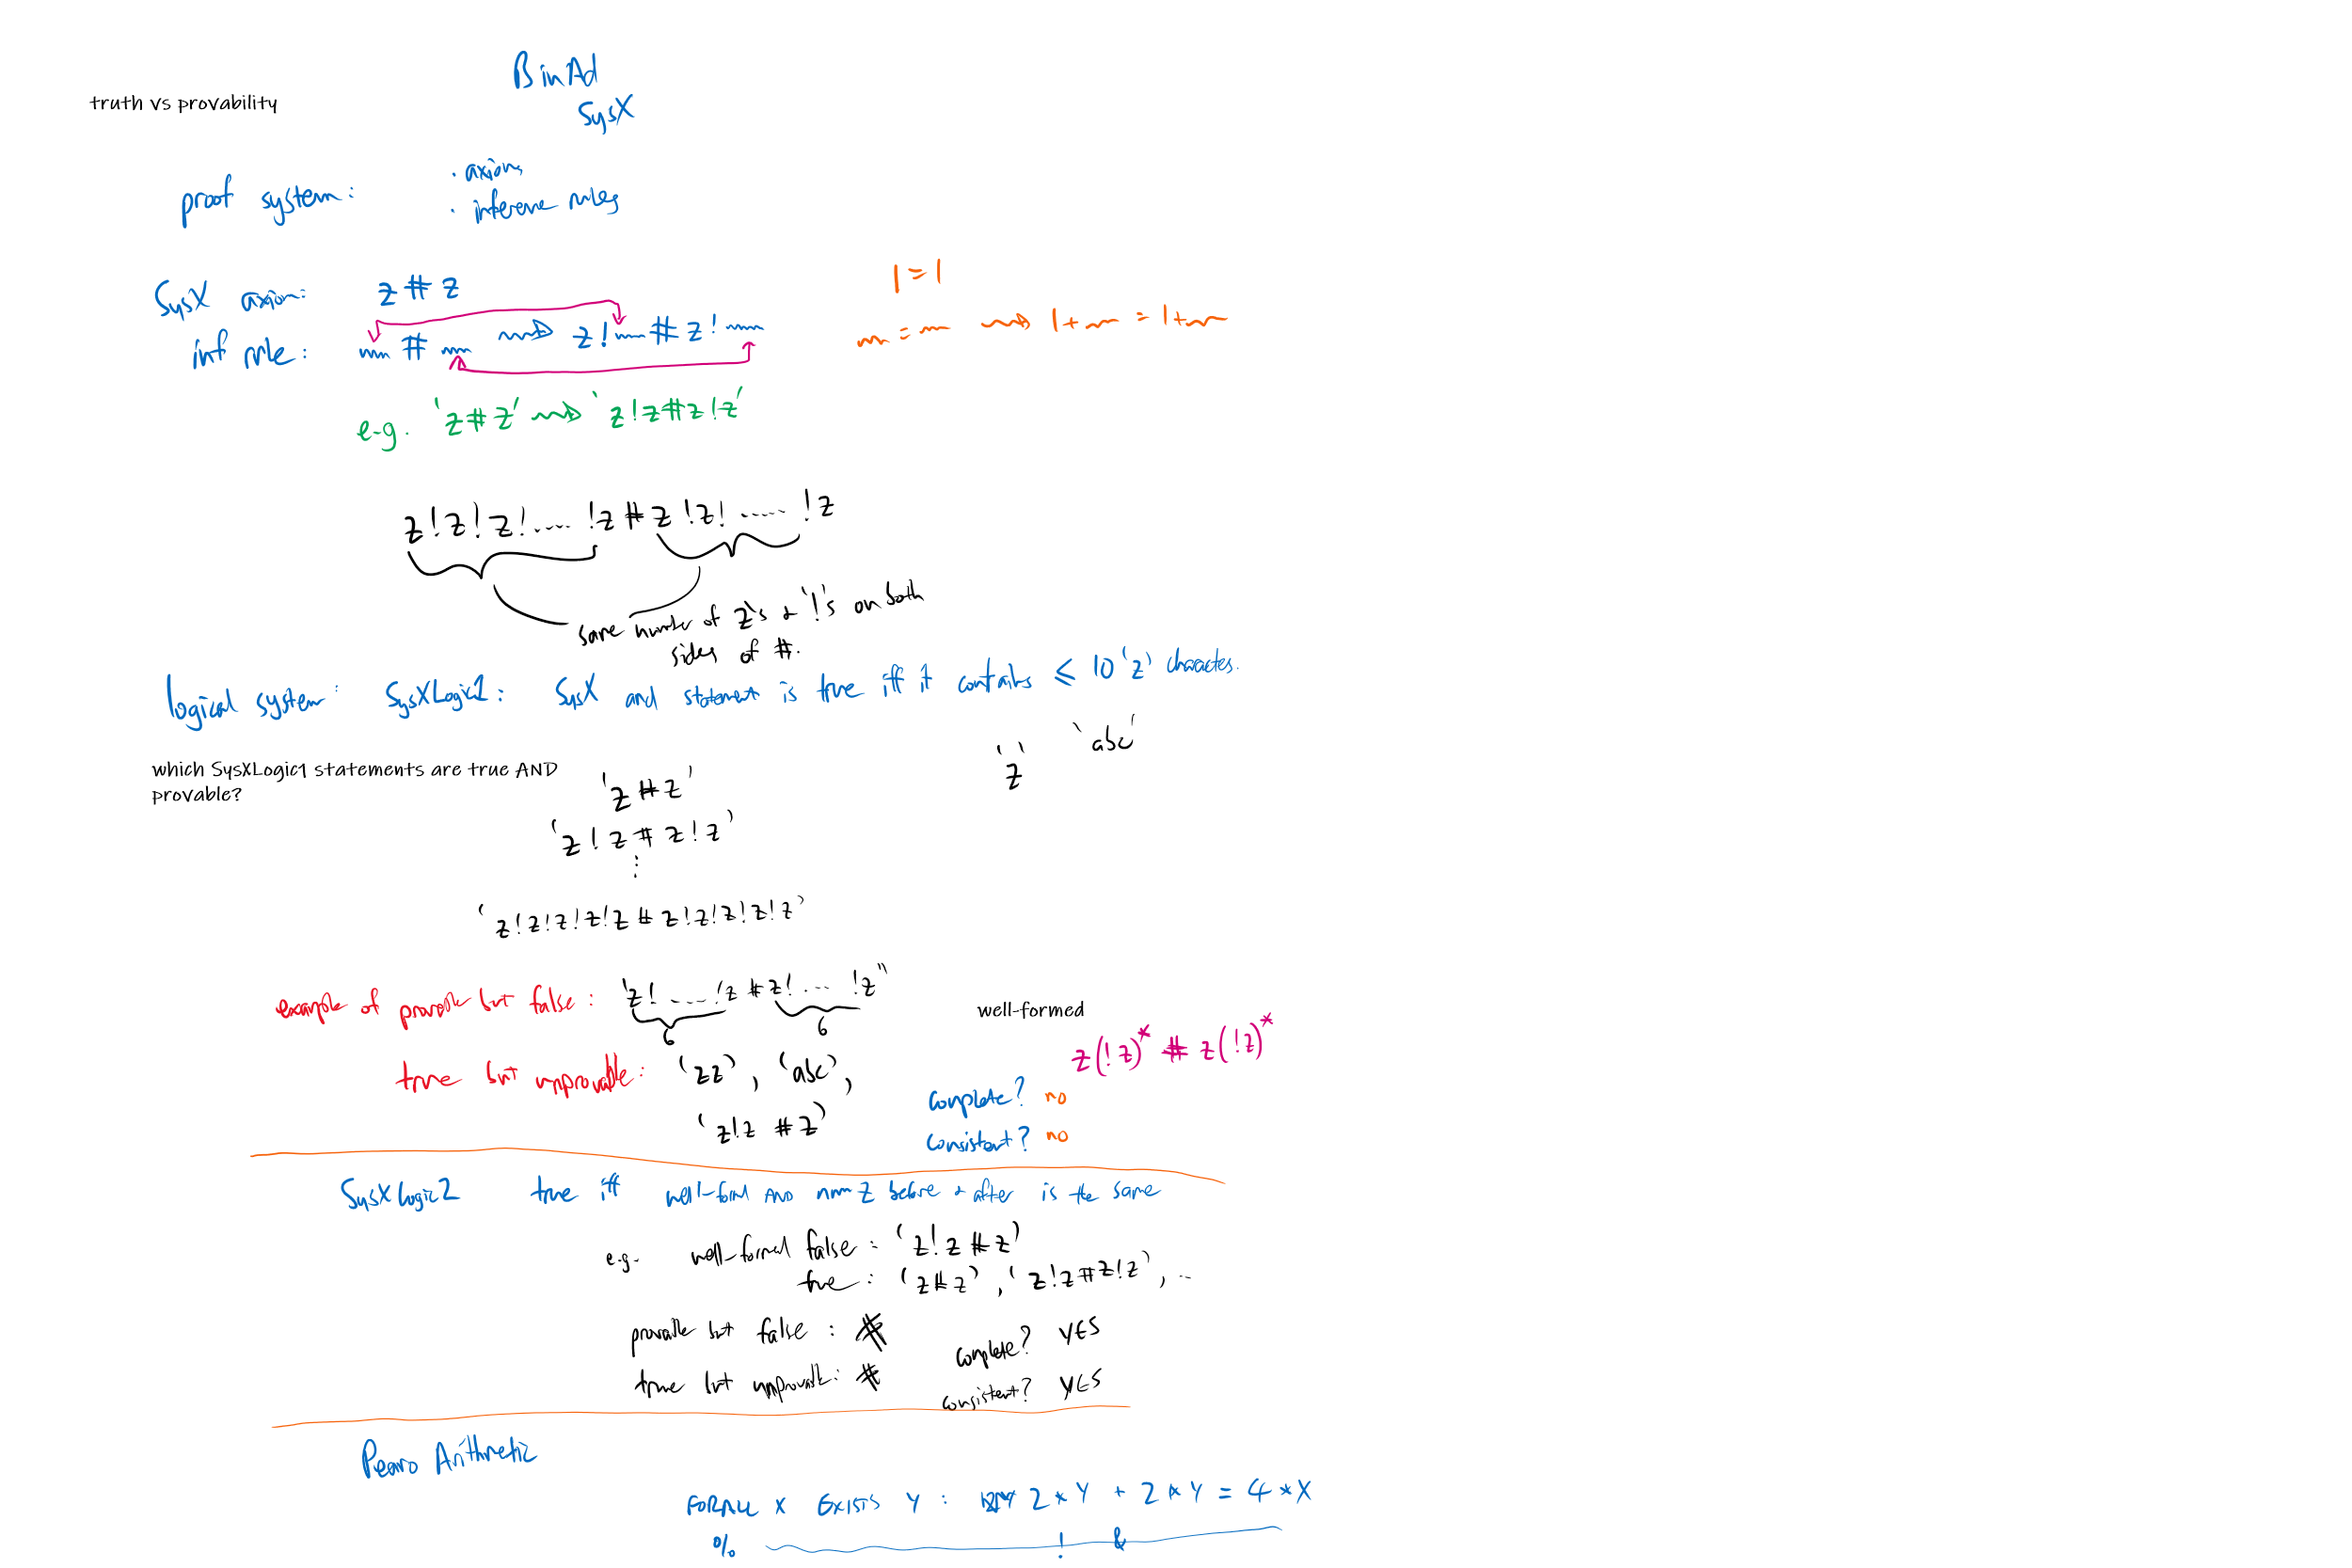 BinAd
truth vs provability
SysX
proof system:
· axioms
· inference rules
SysX axiom: z # z
1 = 1
inf rule: # z! # z!
= 1+ = 1+
e.g. 'z#z' 'z!z#z!z'
z!z!z!.... !z#z!z!..... !z
same number of z's & '!'s on both
sides of #.
logical system: SysXLogic1: SysX and statement is true iff it contains ≤ 10 'z' characters.
'z' 'abc'
which SysXLogic1 statements are true AND
provable?
'z#z'
'z!z#z!z'
⋮
'z!z!z!z!z#z!z!z!z!z'
example of provable but false: 'z!....!z#z!... !z"
6 6
well-formed
z(!z)* # z(!z)*
true but unprovable: 'zz', 'abc',
'z!z #z'
complete? no
consistent? no
SysXLogic2 true iff well-form AND num z before & after is the same
e.g. well-formed false: 'z!z#z'
true: 'z#z', 'z!z#z!z', ..
provable but false:
true but unprovable:
complete? YES
consistent? YES
Peano Arithmetic
FORALL X EXISTS Y : 2*Y + 2*Y = 4*X
% ! &